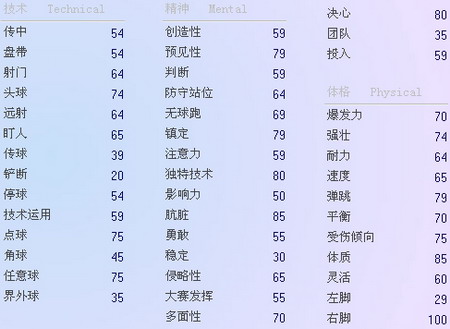 技术 Technical
传中 54
盘带 54
射门 64
头球 74
远射 64
盯人 65
传球 39
铲断 20
停球 54
技术运用 59
点球 75
角球 45
任意球 75
界外球 35
精神 Mental
创造性 59
预见性 79
判断 59
防守站位 64
无球跑 69
镇定 79
注意力 59
独特技术 80
影响力 50
肮脏 85
勇敢 55
稳定 30
侵略性 65
大赛发挥 55
多面性 70
决心 80
团队 35
投入 59
体格 Physical
爆发力 70
强壮 74
耐力 64
速度 65
弹跳 79
平衡 70
受伤倾向 75
体质 85
灵活 60
左脚 29
右脚 100